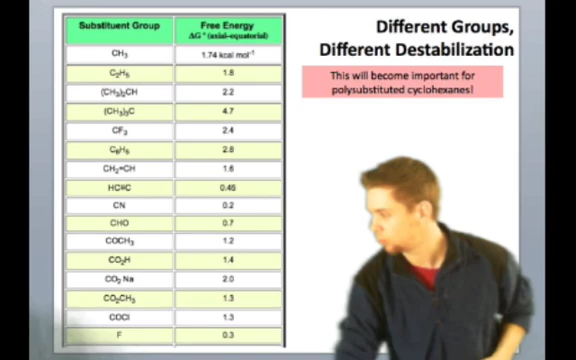 Different Groups,
Different Destabilization
This will become important for
polysubstituted cyclohexanes!
Substituent Group Free Energy
ΔG° (axial-equatorial)
CH₃ 1.74 kcal mol⁻¹
C₂H₅ 1.8
(CH₃)₂CH 2.2
(CH₃)₃C 4.7
CF₃ 2.4
C₆H₅ 2.8
CH₂=CH 1.6
HC≡C 0.45
CN 0.2
CHO 0.7
COCH₃ 1.2
CO₂H 1.4
CO₂ Na 2.0
CO₂CH₃ 1.3
COCl 1.3
F 0.3